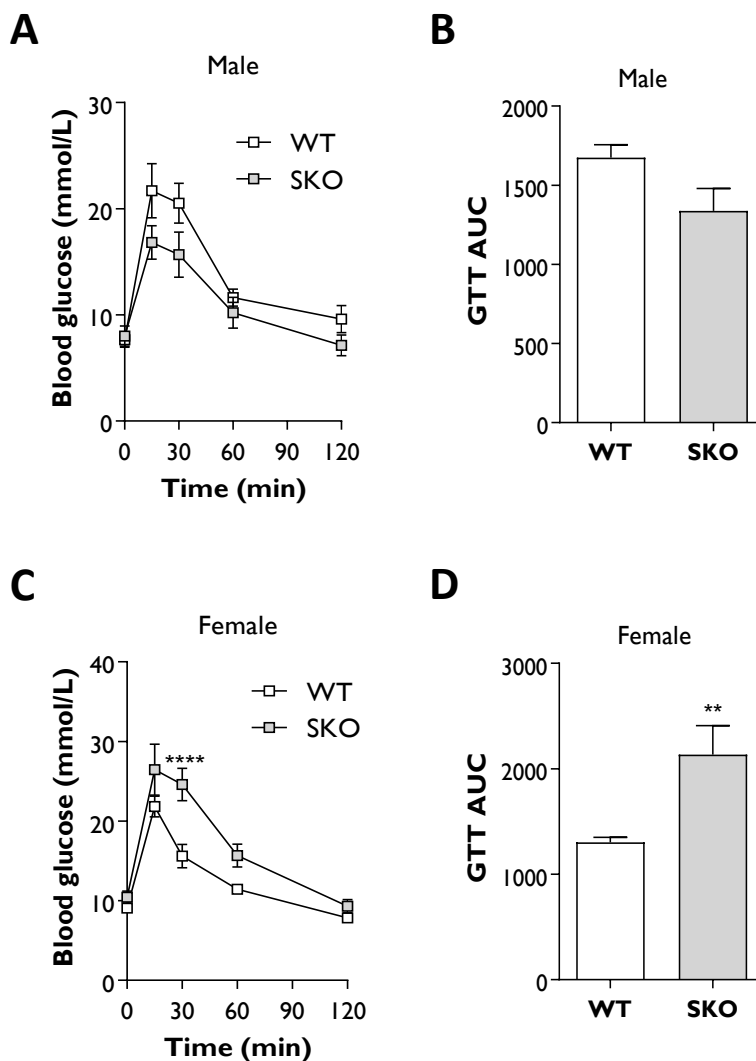 A
Male
30
20
10
0
Blood glucose (mmol/L)
WT
SKO
0 30 60 90 120
Time (min)
B
Male
2000
1500
1000
500
0
GTT AUC
WT SKO
C
Female
40
30
20
10
0
Blood glucose (mmol/L)
WT
SKO
****
0 30 60 90 120
Time (min)
D
Female
3000
2000
1000
0
GTT AUC
**
WT SKO